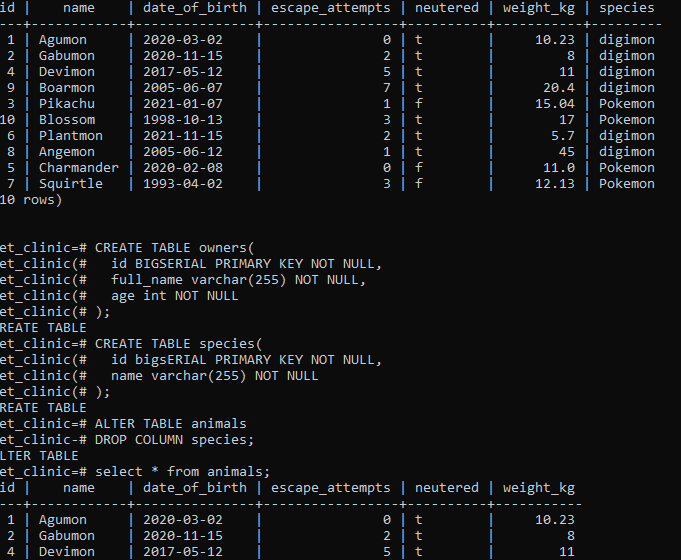 id |    name    | date_of_birth | escape_attempts | neutered | weight_kg | species
---+------------+---------------+-----------------+----------+-----------+---------
 1 | Agumon     | 2020-03-02    |               0 | t        |     10.23 | digimon
 2 | Gabumon    | 2020-11-15    |               2 | t        |         8 | digimon
 4 | Devimon    | 2017-05-12    |               5 | t        |        11 | digimon
 9 | Boarmon    | 2005-06-07    |               7 | t        |      20.4 | digimon
 3 | Pikachu    | 2021-01-07    |               1 | f        |     15.04 | Pokemon
10 | Blossom    | 1998-10-13    |               3 | t        |        17 | Pokemon
 6 | Plantmon   | 2021-11-15    |               2 | t        |       5.7 | digimon
 8 | Angemon    | 2005-06-12    |               1 | t        |        45 | digimon
 5 | Charmander | 2020-02-08    |               0 | f        |      11.0 | Pokemon
 7 | Squirtle   | 1993-04-02    |               3 | f        |     12.13 | Pokemon
10 rows)
et_clinic=# CREATE TABLE owners(
et_clinic(#   id BIGSERIAL PRIMARY KEY NOT NULL,
et_clinic(#   full_name varchar(255) NOT NULL,
et_clinic(#   age int NOT NULL
et_clinic(# );
REATE TABLE
et_clinic=# CREATE TABLE species(
et_clinic(#   id bigsERIAL PRIMARY KEY NOT NULL,
et_clinic(#   name varchar(255) NOT NULL
et_clinic(# );
REATE TABLE
et_clinic=# ALTER TABLE animals
et_clinic-# DROP COLUMN species;
LTER TABLE
et_clinic=# select * from animals;
id |    name    | date_of_birth | escape_attempts | neutered | weight_kg
---+------------+---------------+-----------------+----------+-----------
 1 | Agumon     | 2020-03-02    |               0 | t        |     10.23
 2 | Gabumon    | 2020-11-15    |               2 | t        |         8
 4 | Devimon    | 2017-05-12    |               5 | t        |        11